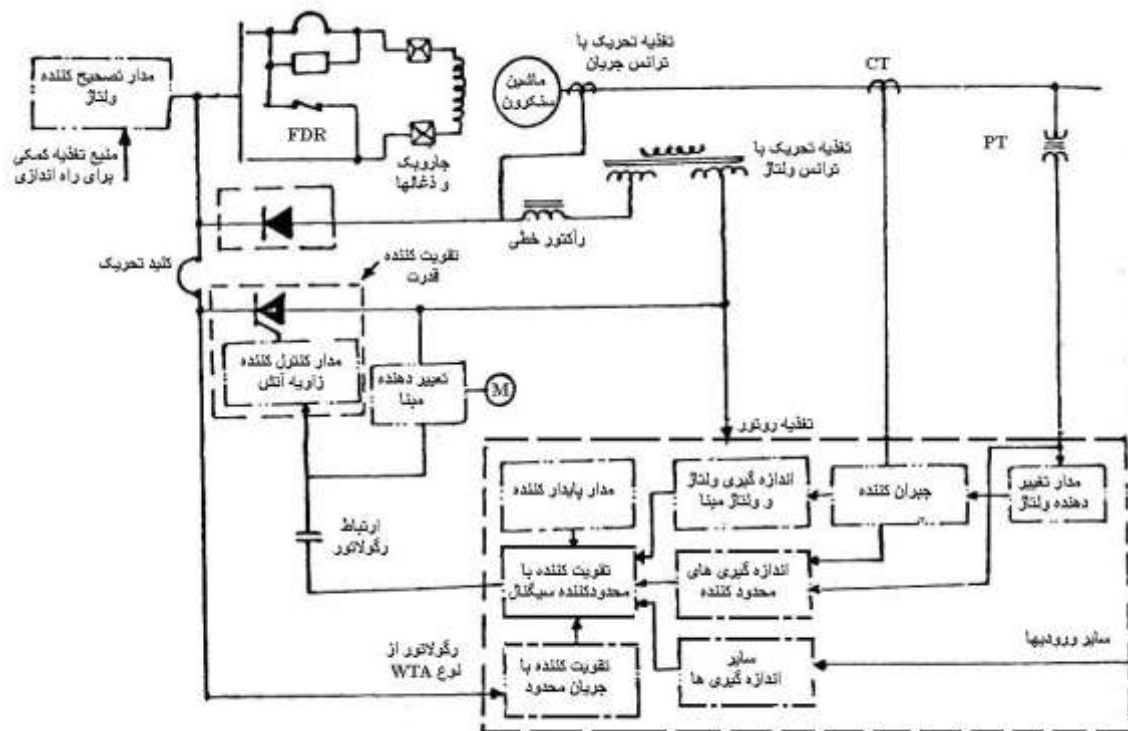 مدار تصحیح کننده
ولتاژ
منبع تغذیه کمکی
برای راه اندازی
FDR
جاروبک
و ذغالها
ماشین
سنکرون
تغذیه تحریک با
ترانس جریان
CT
PT
تغذیه تحریک با
ترانس ولتاژ
رآکتور خطی
کلید تحریک
تقویت کننده
قدرت
مدار کنترل کننده
زاویه آتش
تغییر دهنده
مبنا
M
تغذیه روتور
مدار پایدار کننده
اندازه گیری ولتاژ
و ولتاژ مبنا
جبران کننده
مدار تغییر
دهنده ولتاژ
ارتباط
رگولاتور
تقویت کننده با
محدودکننده سیگنال
اندازه گیری های
محدود کننده
رگولاتور از
نوع WTA
تقویت کننده با
جریان محدود
سایر
اندازه گیری ها
سایر ورودیها